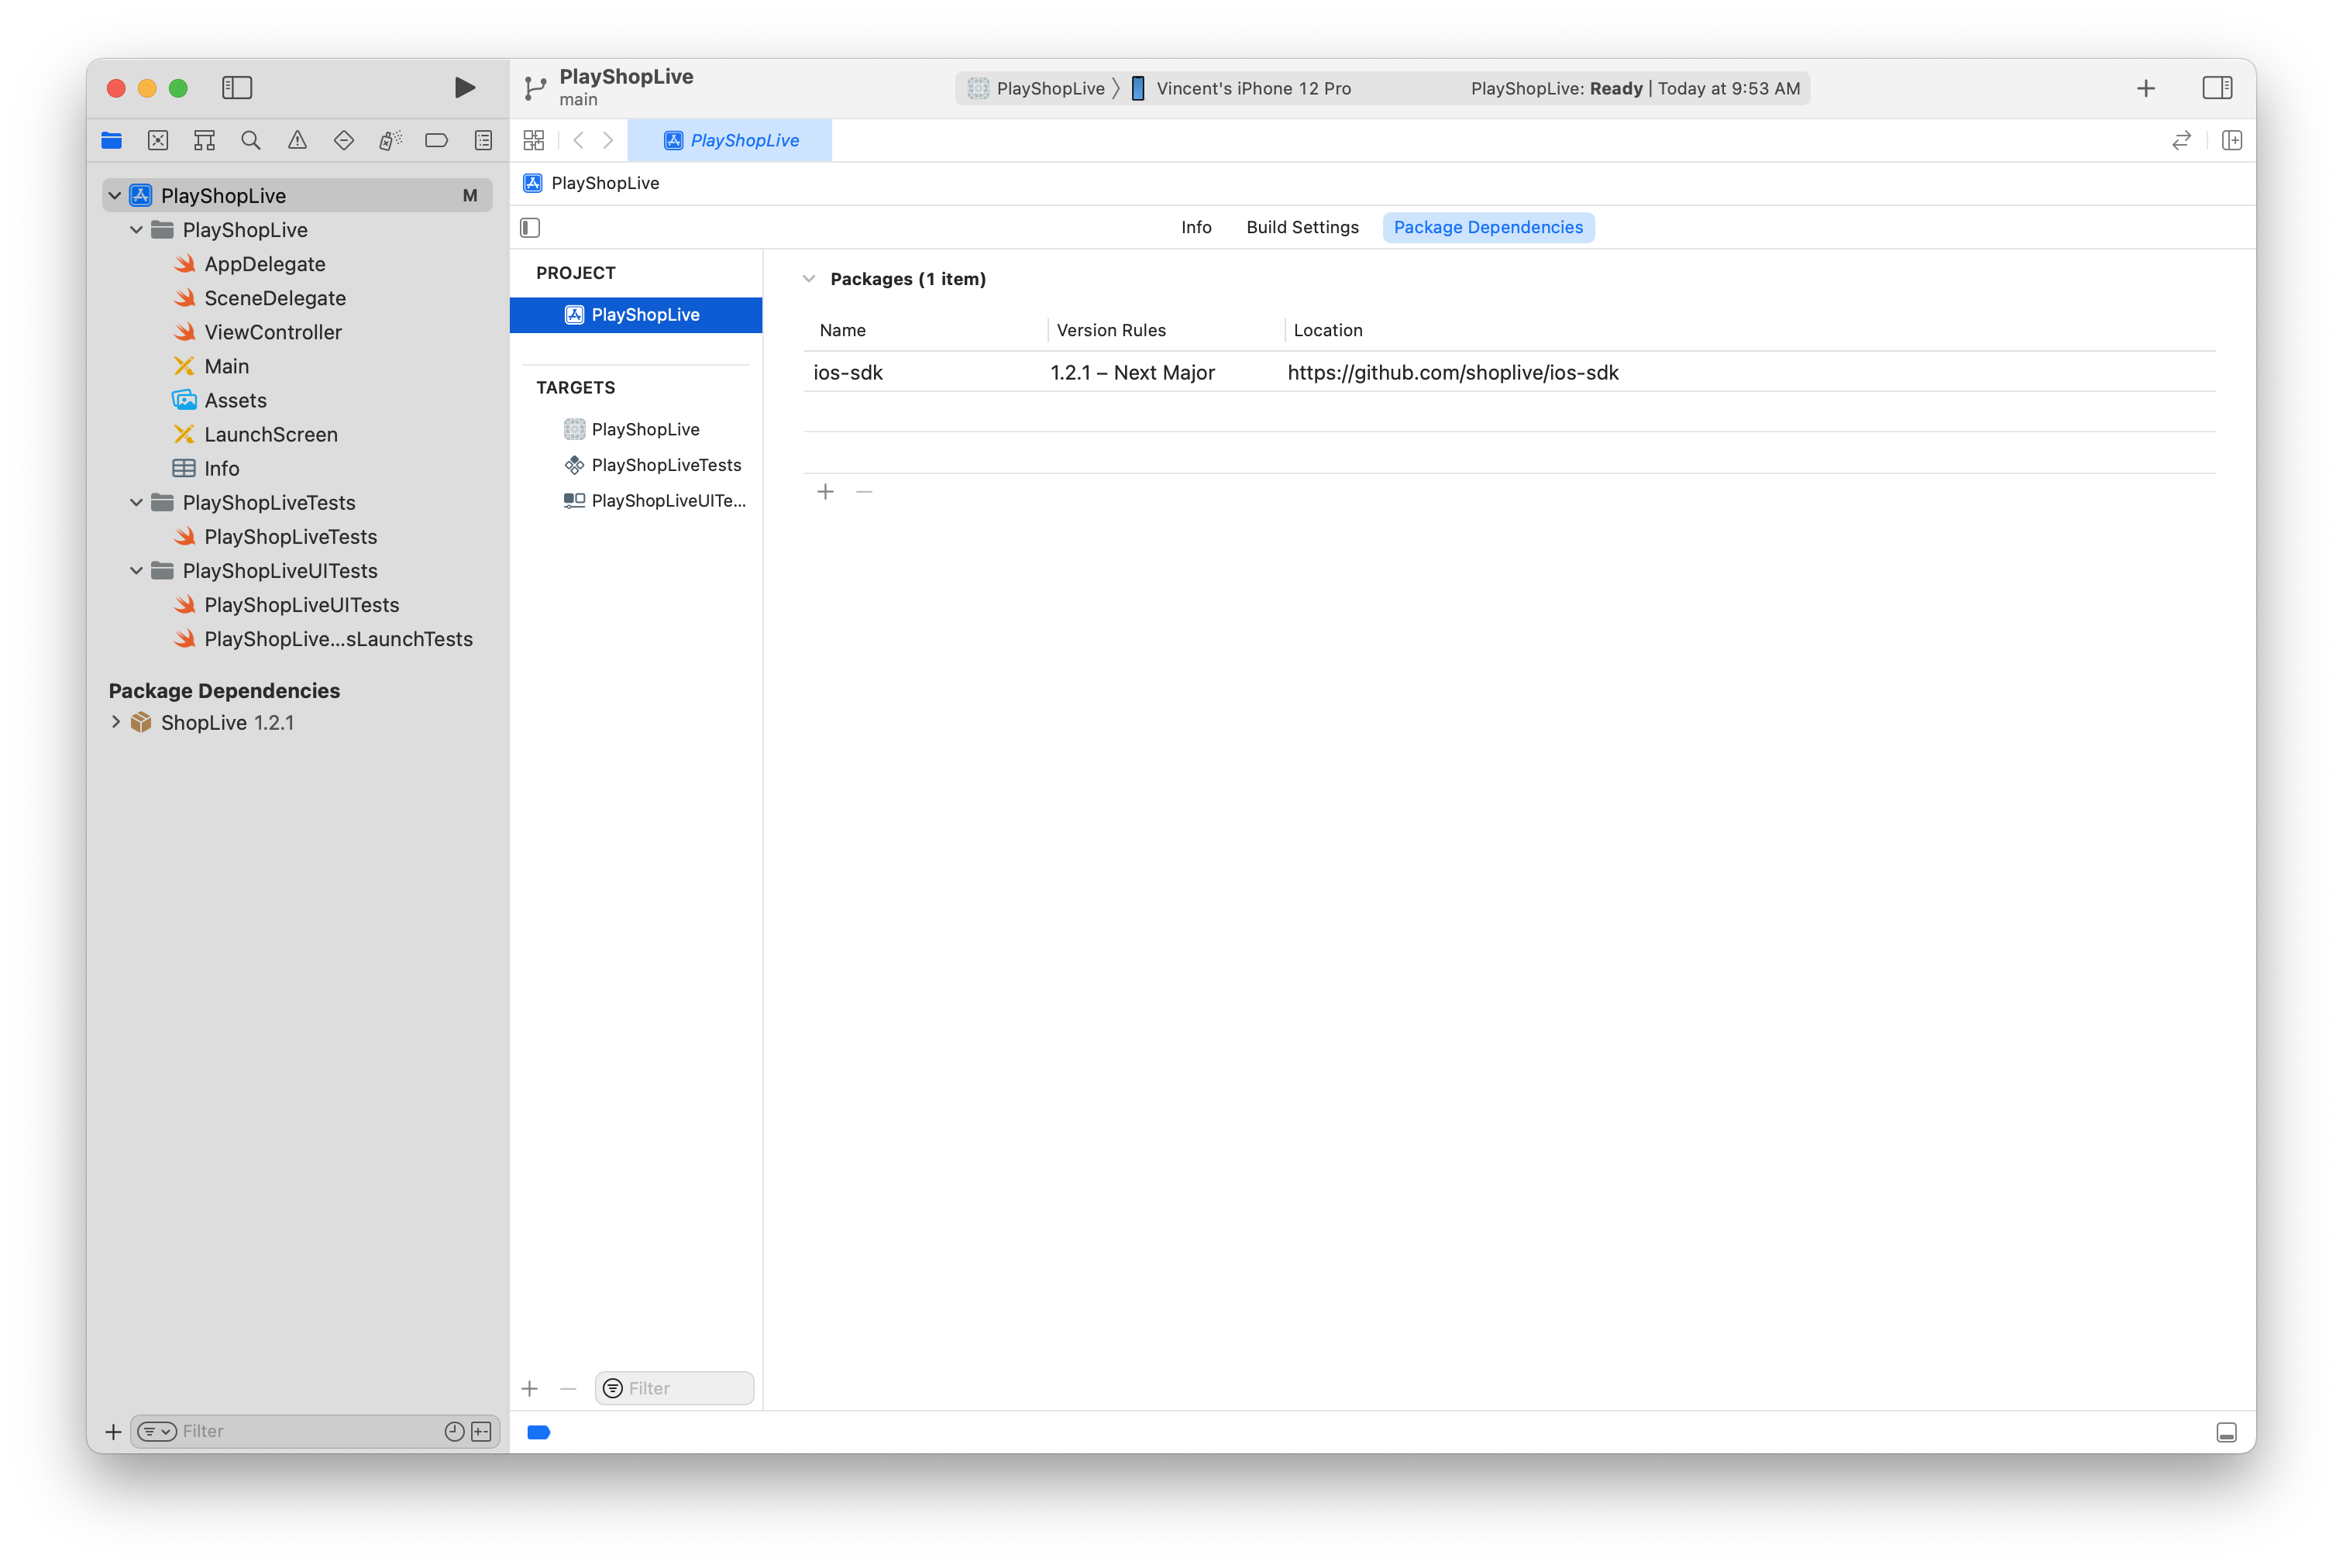 PlayShopLive
main
PlayShopLive
Vincent's iPhone 12 Pro
PlayShopLive: Ready | Today at 9:53 AM
PlayShopLive M
PlayShopLive
AppDelegate
SceneDelegate
ViewController
Main
Assets
LaunchScreen
Info
PlayShopLiveTests
PlayShopLiveTests
PlayShopLiveUITests
PlayShopLiveUITests
PlayShopLive...sLaunchTests
Package Dependencies
ShopLive 1.2.1
Filter
PlayShopLive
PlayShopLive
Info Build Settings Package Dependencies
PROJECT
PlayShopLive
TARGETS
PlayShopLive
PlayShopLiveTests
PlayShopLiveUITe...
Filter
Packages (1 item)
Name Version Rules Location
ios-sdk 1.2.1 – Next Major https://github.com/shoplive/ios-sdk